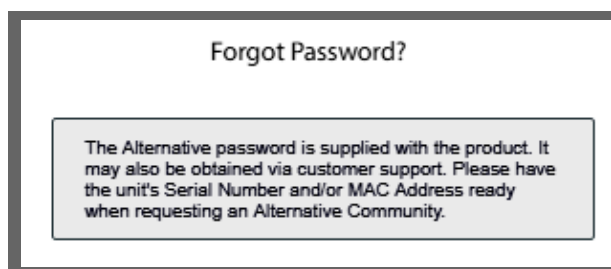 Forgot Password?
The Alternative password is supplied with the product. It
may also be obtained via customer support. Please have
the unit's Serial Number and/or MAC Address ready
when requesting an Alternative Community.